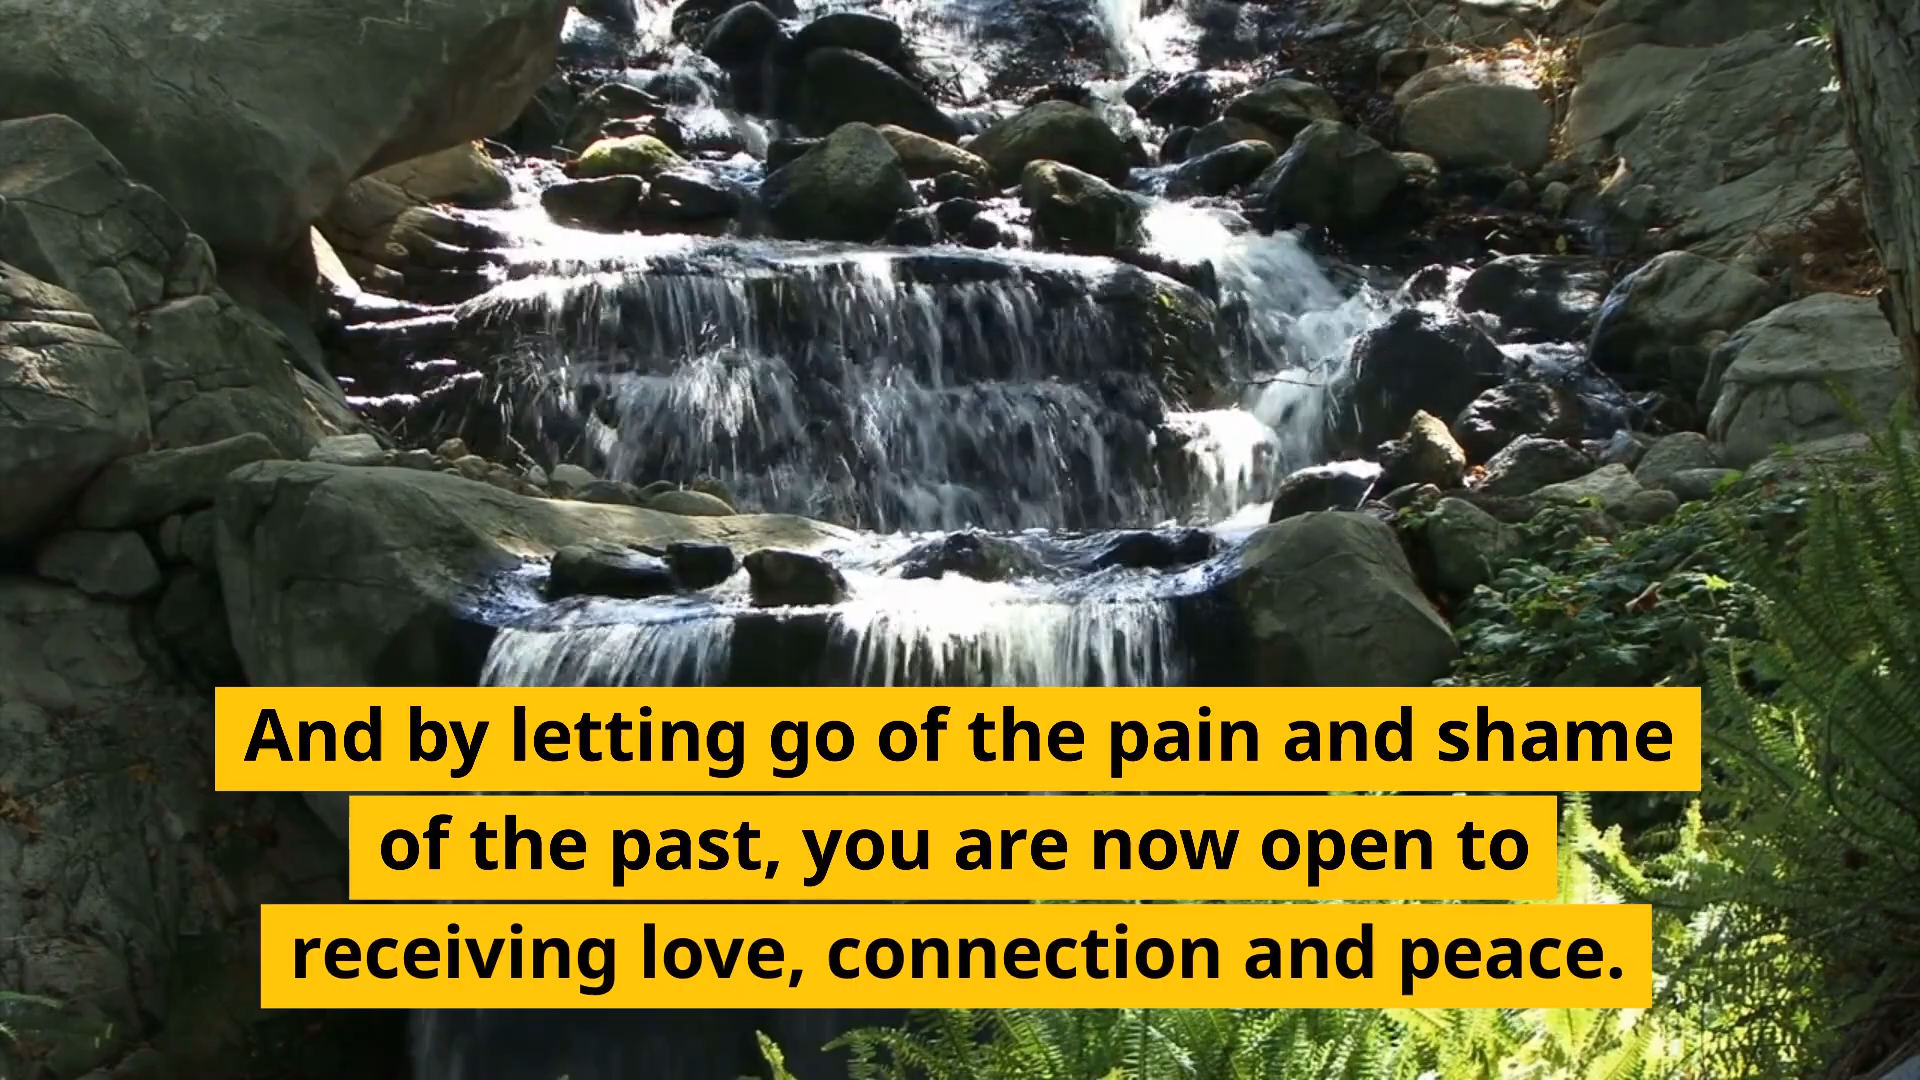 And by letting go of the pain and shame
of the past, you are now open to
receiving love, connection and peace.